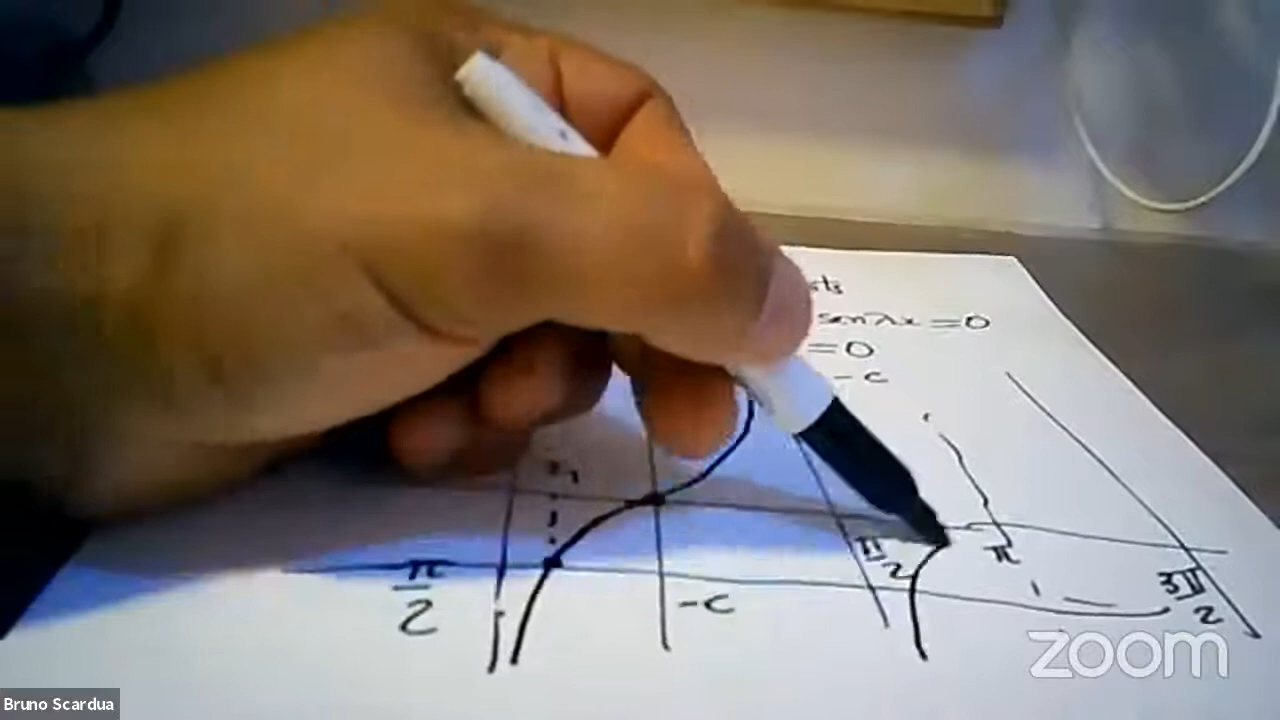 sen λx = 0
= 0
- c
π/2
π/2
π
3π/2
-c
zoom
Bruno Scardua